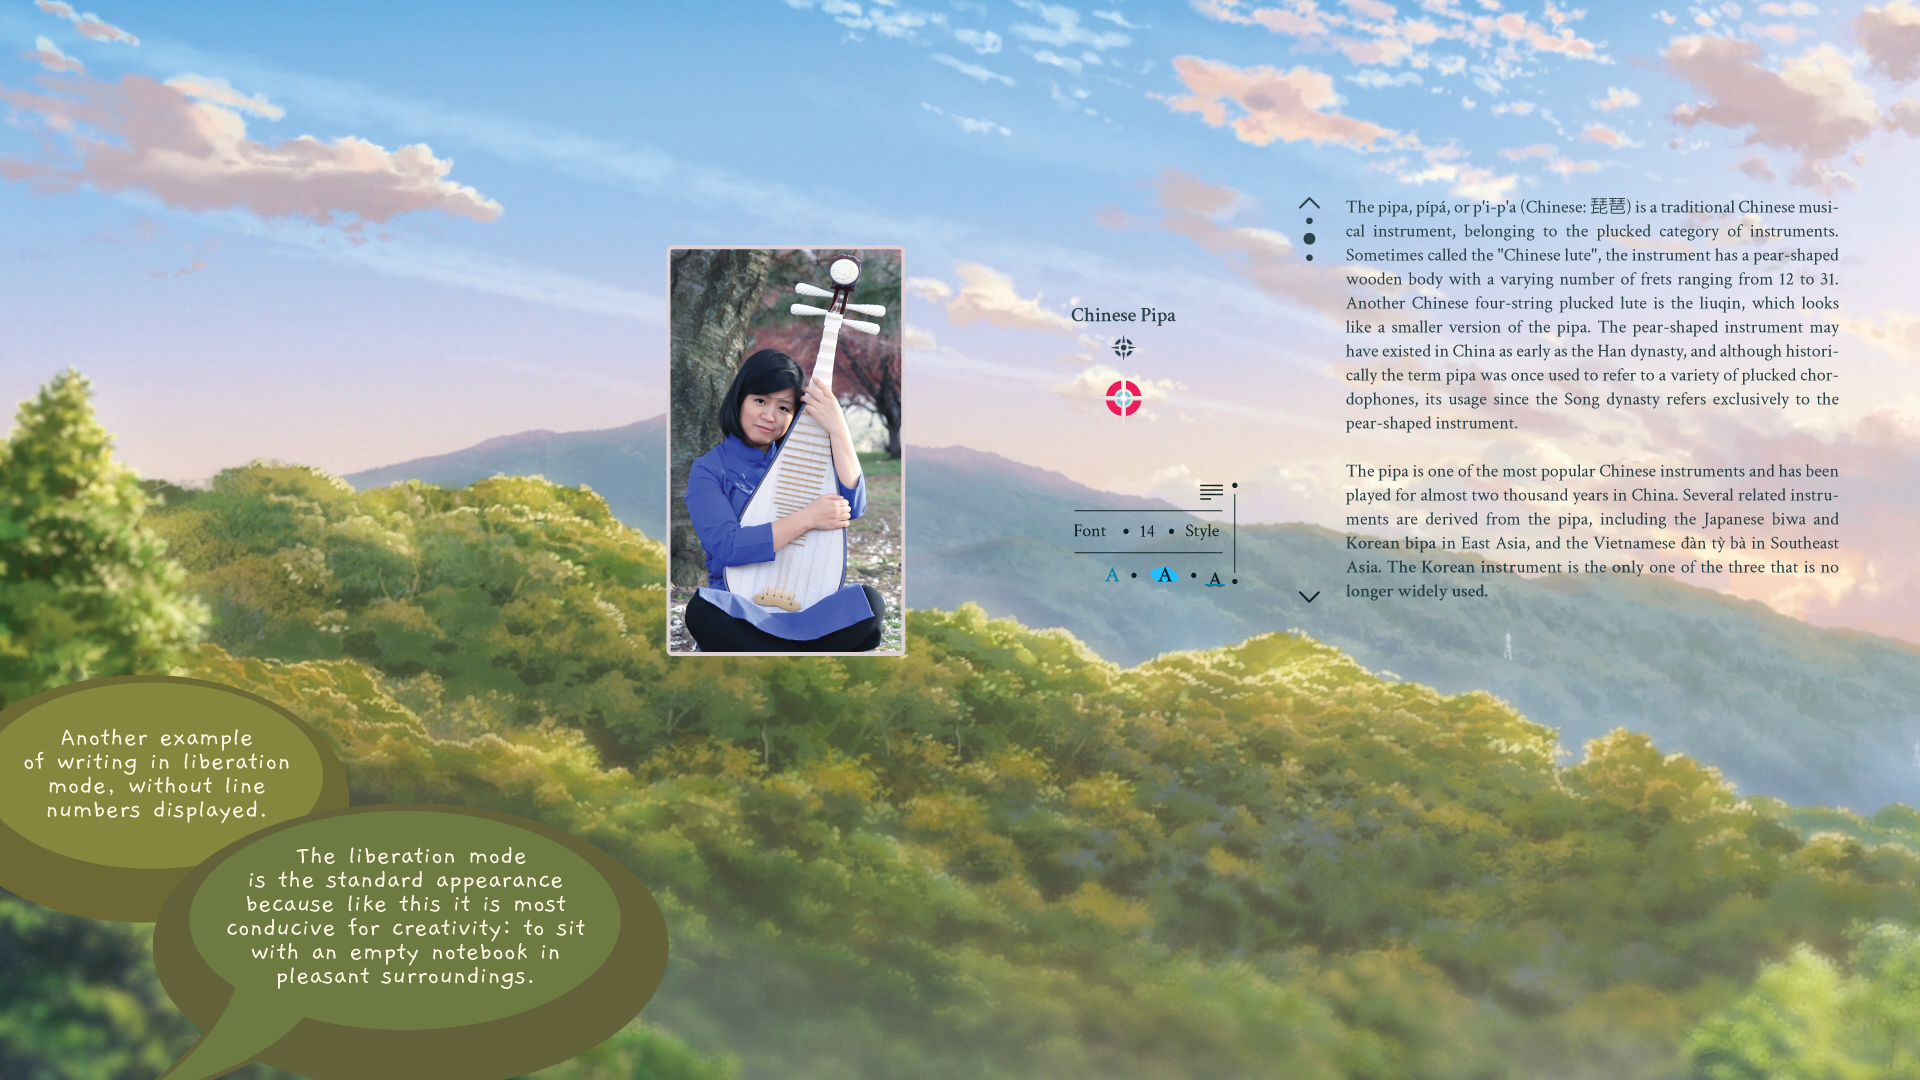 The pipa, pípá, or p'i-p'a (Chinese: 琵琶) is a traditional Chinese musi-
cal instrument, belonging to the plucked category of instruments.
Sometimes called the "Chinese lute", the instrument has a pear-shaped
wooden body with a varying number of frets ranging from 12 to 31.
Another Chinese four-string plucked lute is the liuqin, which looks
like a smaller version of the pipa. The pear-shaped instrument may
have existed in China as early as the Han dynasty, and although histori-
cally the term pipa was once used to refer to a variety of plucked chor-
dophones, its usage since the Song dynasty refers exclusively to the
pear-shaped instrument.
The pipa is one of the most popular Chinese instruments and has been
played for almost two thousand years in China. Several related instru-
ments are derived from the pipa, including the Japanese biwa and
Korean bipa in East Asia, and the Vietnamese đàn tỳ bà in Southeast
Asia. The Korean instrument is the only one of the three that is no
longer widely used.
Chinese Pipa
Font • 14 • Style
A • A • A
Another example
of writing in liberation
mode, without line
numbers displayed.
The liberation mode
is the standard appearance
because like this it is most
conducive for creativity: to sit
with an empty notebook in
pleasant surroundings.